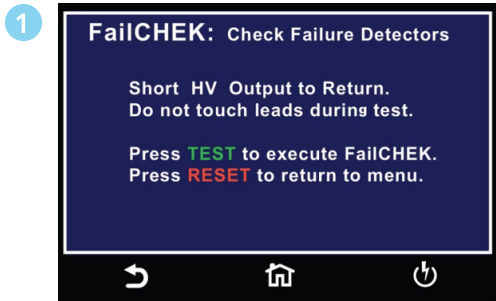 1
FailCHEK: Check Failure Detectors
Short HV Output to Return.
Do not touch leads during test.
Press TEST to execute FailCHEK.
Press RESET to return to menu.